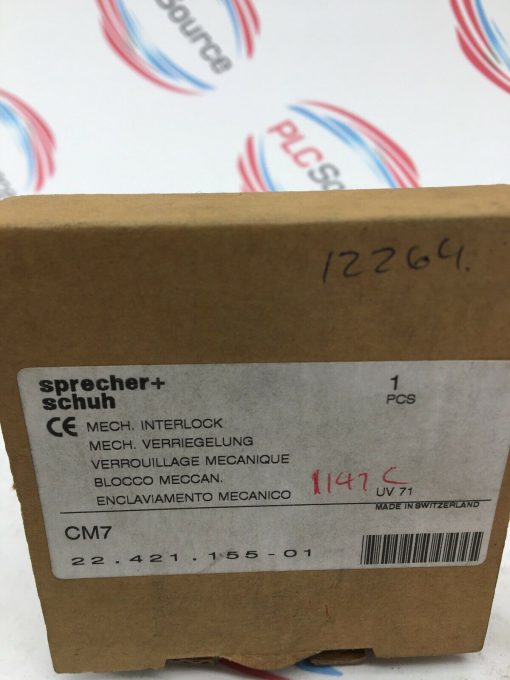 Source
PLC Source
12264.
sprecher+
schuh
1
PCS
CE MECH. INTERLOCK
MECH. VERRIEGELUNG
VERROUILLAGE MECANIQUE
BLOCCO MECCAN.
ENCLAVIAMENTO MECANICO
1147 C
UV 71
MADE IN SWITZERLAND
CM7
22.421.155-01